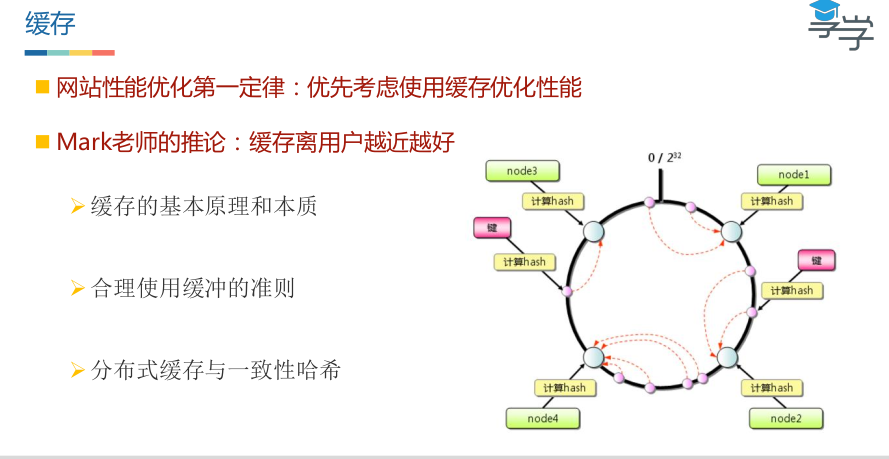 缓存
享学
网站性能优化第一定律：优先考虑使用缓存优化性能
Mark老师的推论：缓存离用户越近越好
缓存的基本原理和本质
合理使用缓冲的准则
分布式缓存与一致性哈希
0 / 2³²
node3
node1
计算hash
计算hash
键
键
计算hash
计算hash
计算hash
计算hash
node4
node2